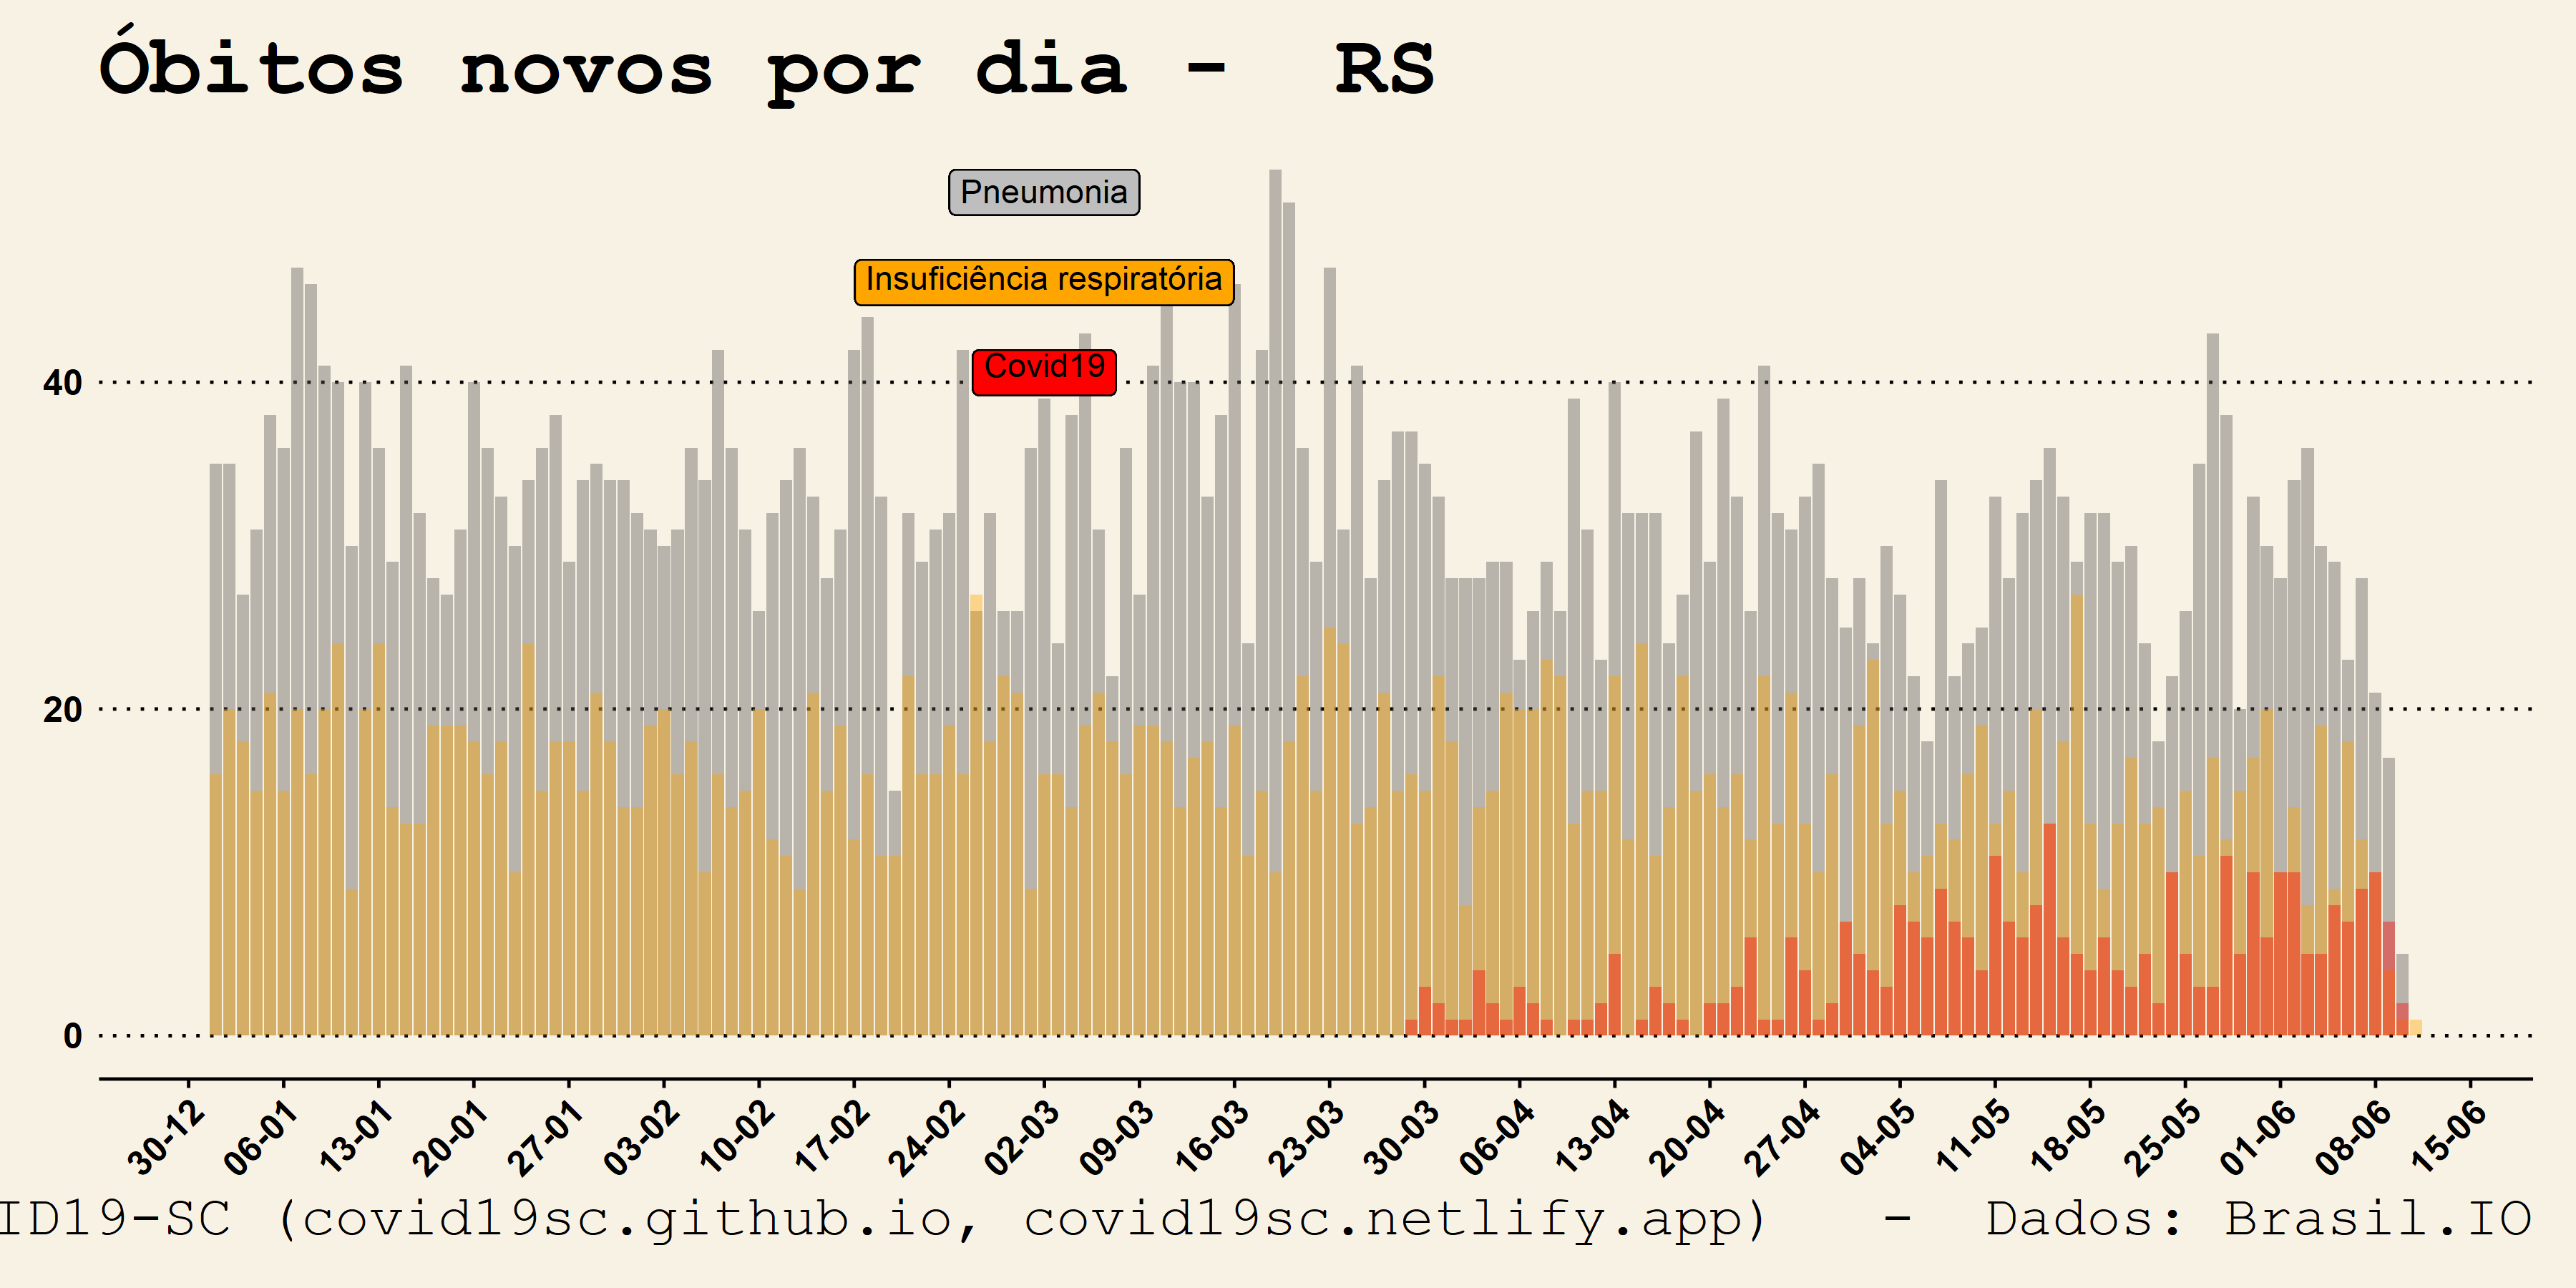 Óbitos novos por dia - RS
Pneumonia
Insuficiência respiratória
Covid19
40
20
0
30-12 06-01 13-01 20-01 27-01 03-02 10-02 17-02 24-02 02-03 09-03 16-03 23-03 30-03 06-04 13-04 20-04 27-04 04-05 11-05 18-05 25-05 01-06 08-06 15-06
ID19-SC (covid19sc.github.io, covid19sc.netlify.app) - Dados: Brasil.IO